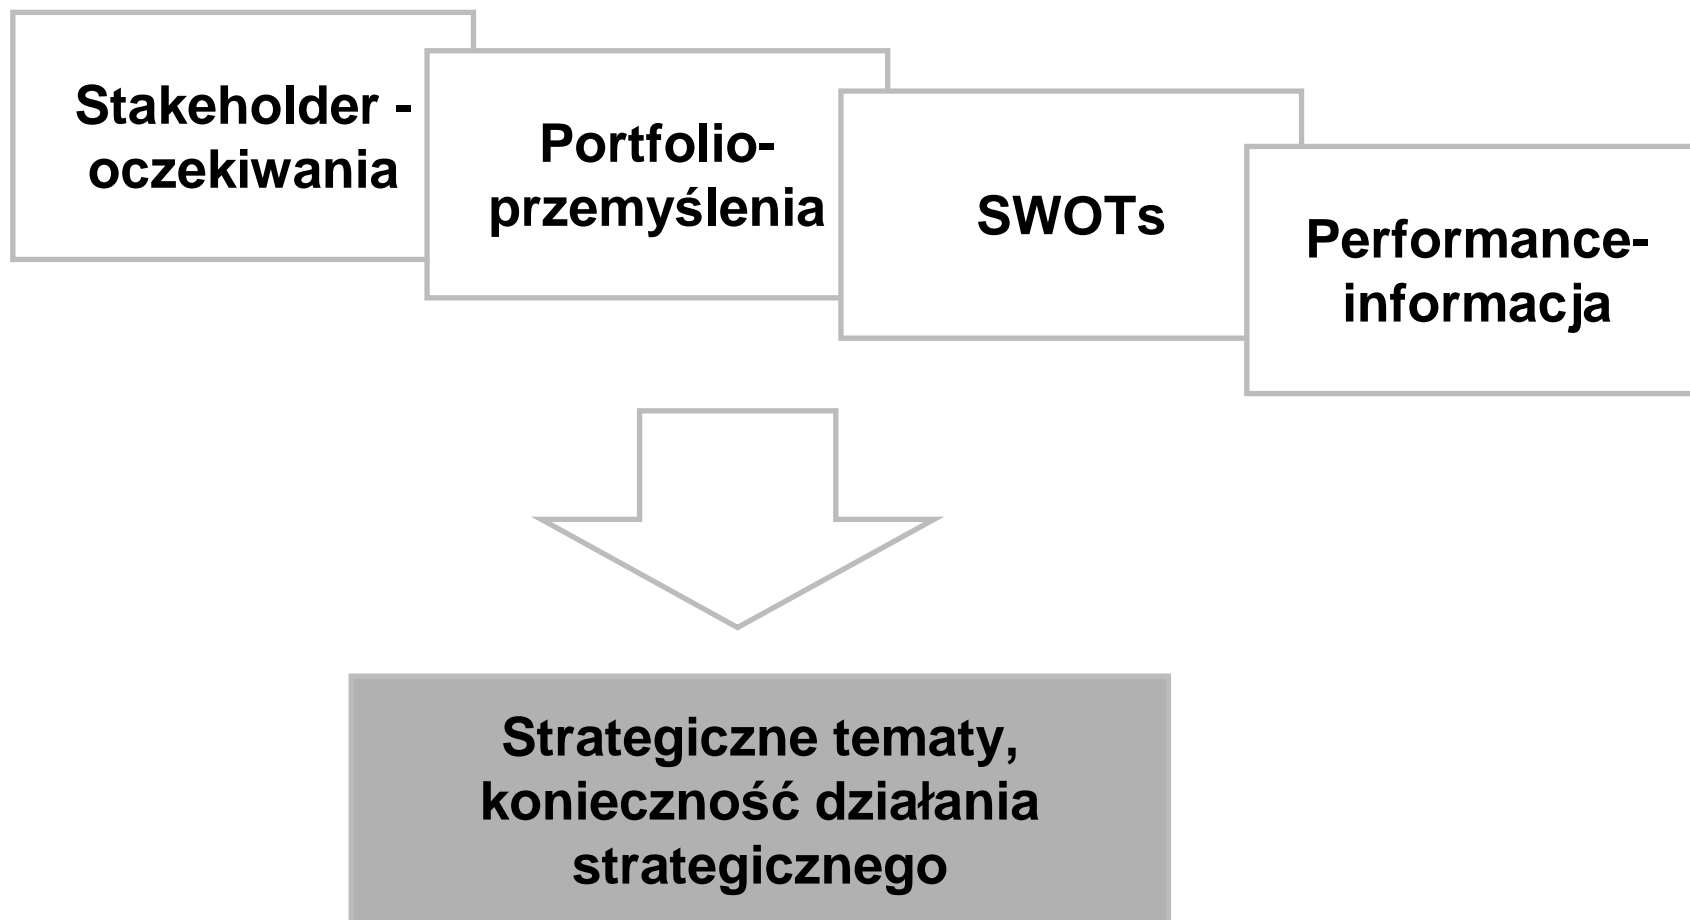 Stakeholder -
oczekiwania
Portfolio-
przemyślenia
SWOTs
Performance-
informacja
Strategiczne tematy,
konieczność działania
strategicznego